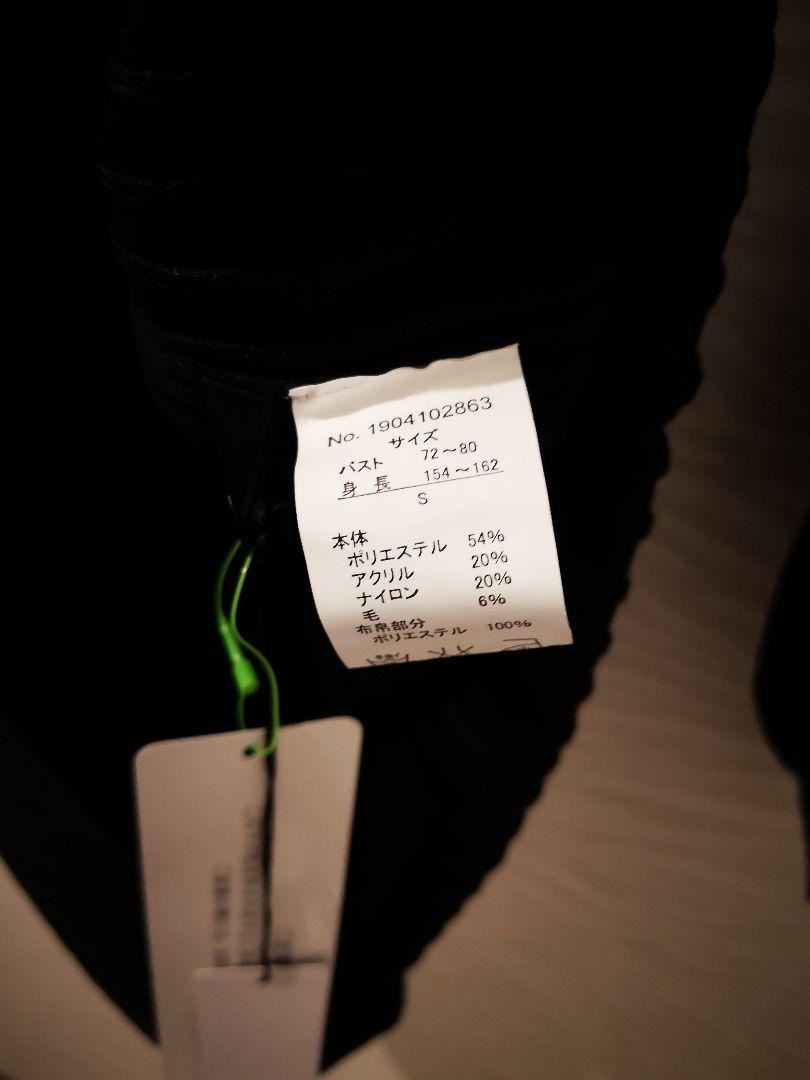 No. 1904102863
サイズ
バスト 72～80
身長 154～162
S
本体
ポリエステル 54%
アクリル 20%
ナイロン 20%
毛 6%
布帛部分
ポリエステル 100%